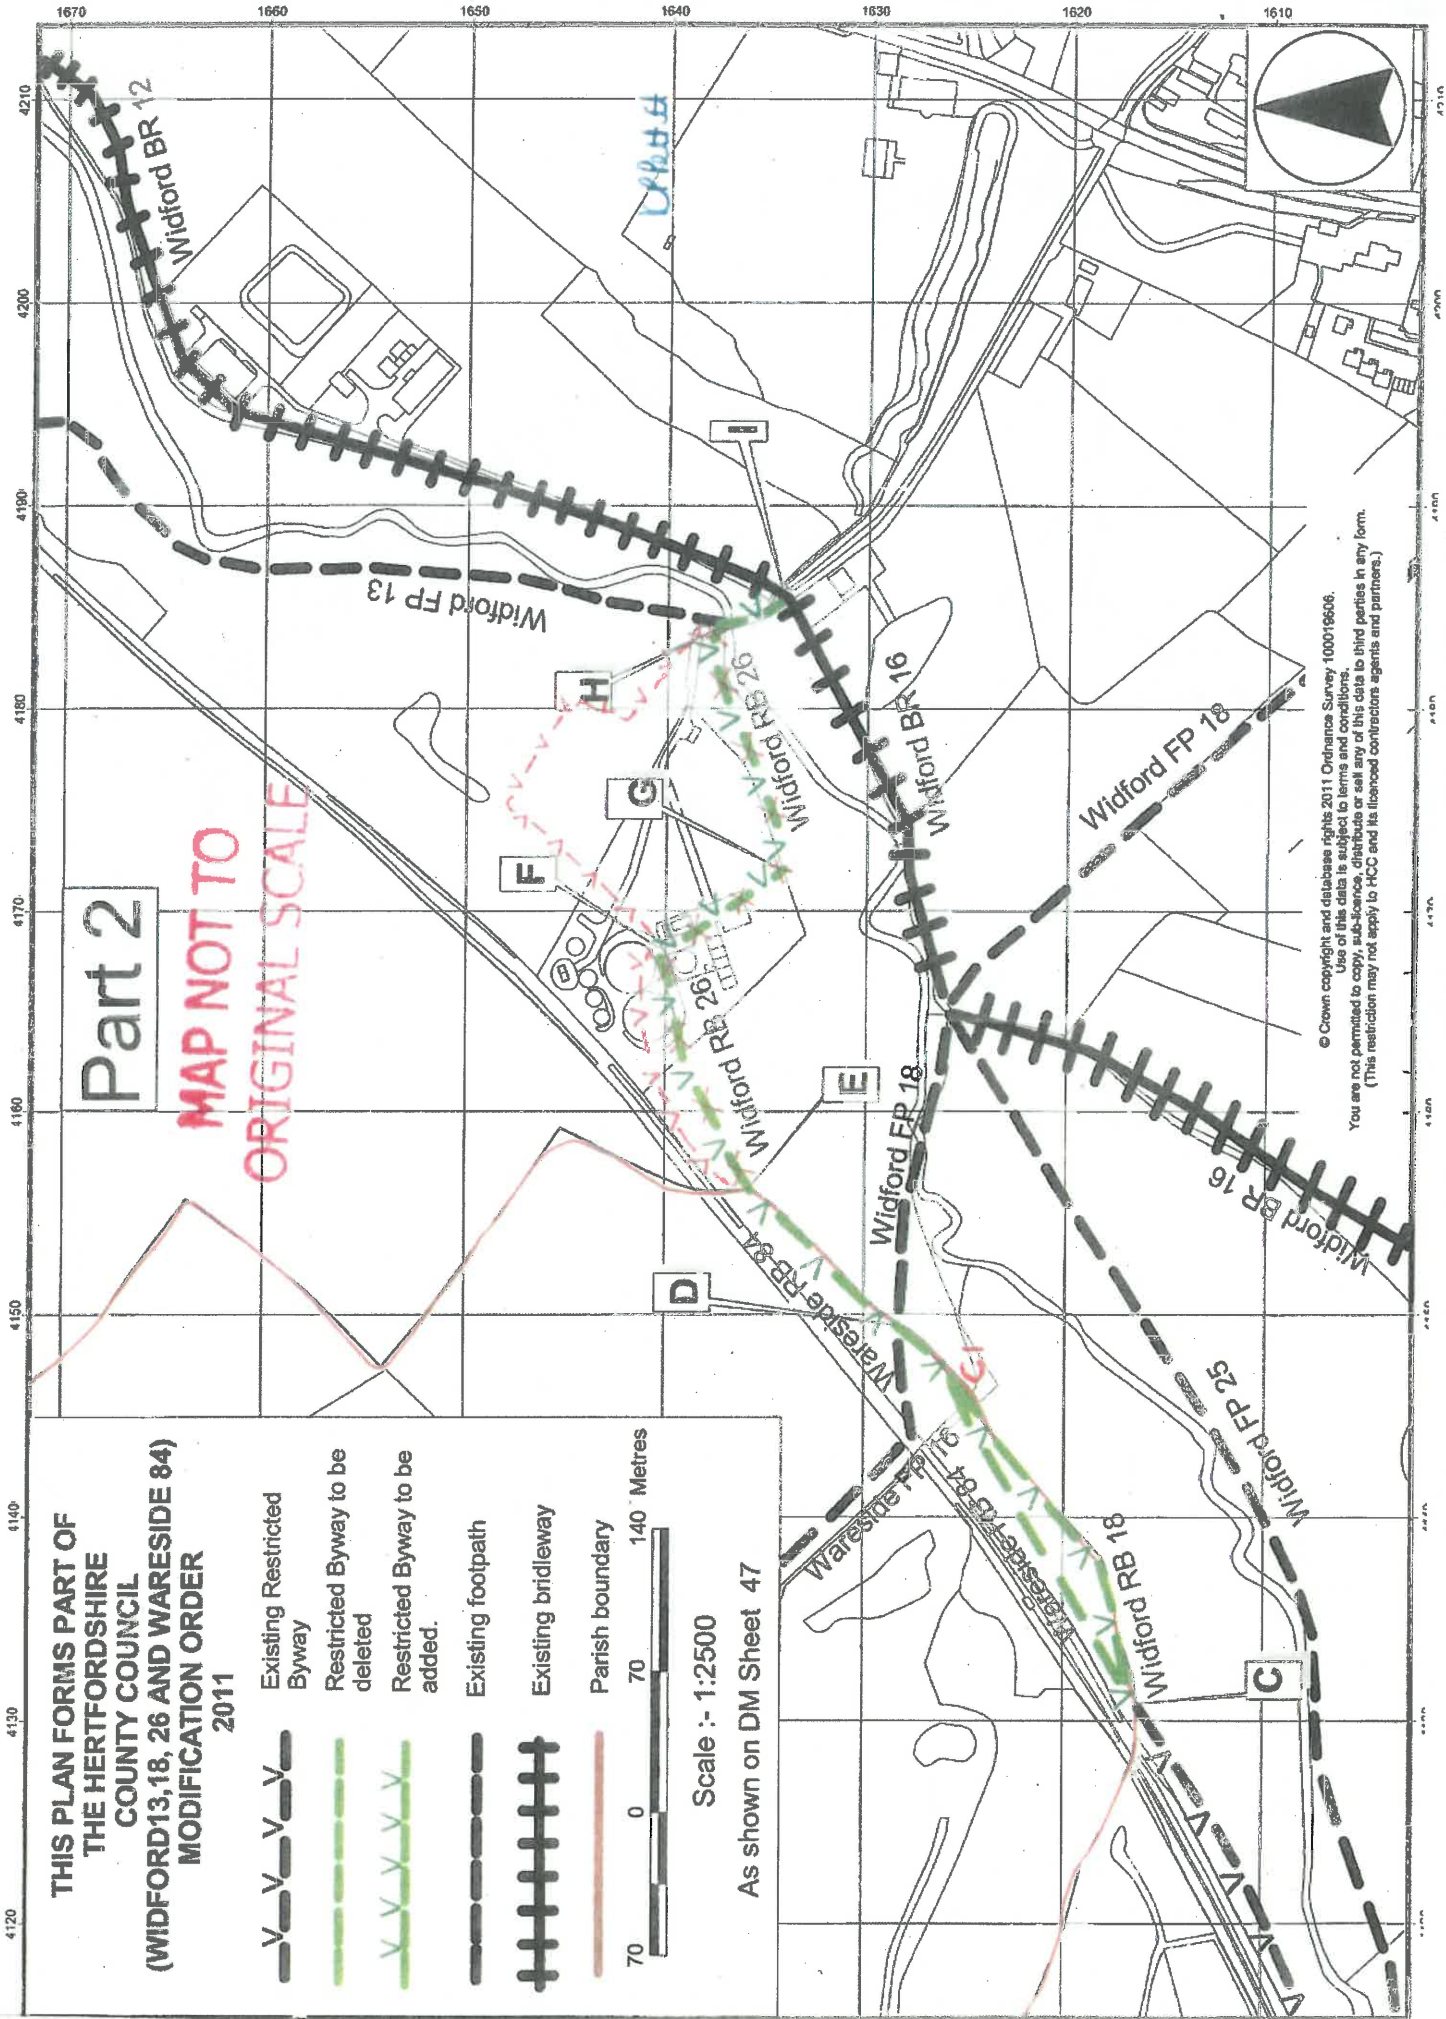 THIS PLAN FORMS PART OF
THE HERTFORDSHIRE
COUNTY COUNCIL
(WIDFORD13,18, 26 AND WARESIDE 84)
MODIFICATION ORDER
2011
Existing Restricted
Byway
Restricted Byway to be
deleted
Restricted Byway to be
added.
Existing footpath
Existing bridleway
Parish boundary
70 0 70 140 Metres
Scale :- 1:2500
As shown on DM Sheet 47
Part 2
MAP NOT TO
ORIGINAL SCALE
4120
4130
4140
4150
4160
4170
4180
4190
4200
4210
1670
1660
1650
1640
1630
1620
1610
Widford BR 12
Widford FP 13
H
I
F
G
Widford RB 26
Widford RB 26
E
D
Widford BR 16
Widford FP 18
Widford FP 18
Wareside RB 84
C1
Wareside RB 84
Widford RB 18
C
Widford FP 25
Widford BR 16
© Crown copyright and database rights 2011 Ordnance Survey 100019606.
Use of this data is subject to terms and conditions.
You are not permitted to copy, sub-licence, distribute or sell any of this data to third parties in any form.
(This restriction may not apply to HCC and its licenced contractors agents and partners.)